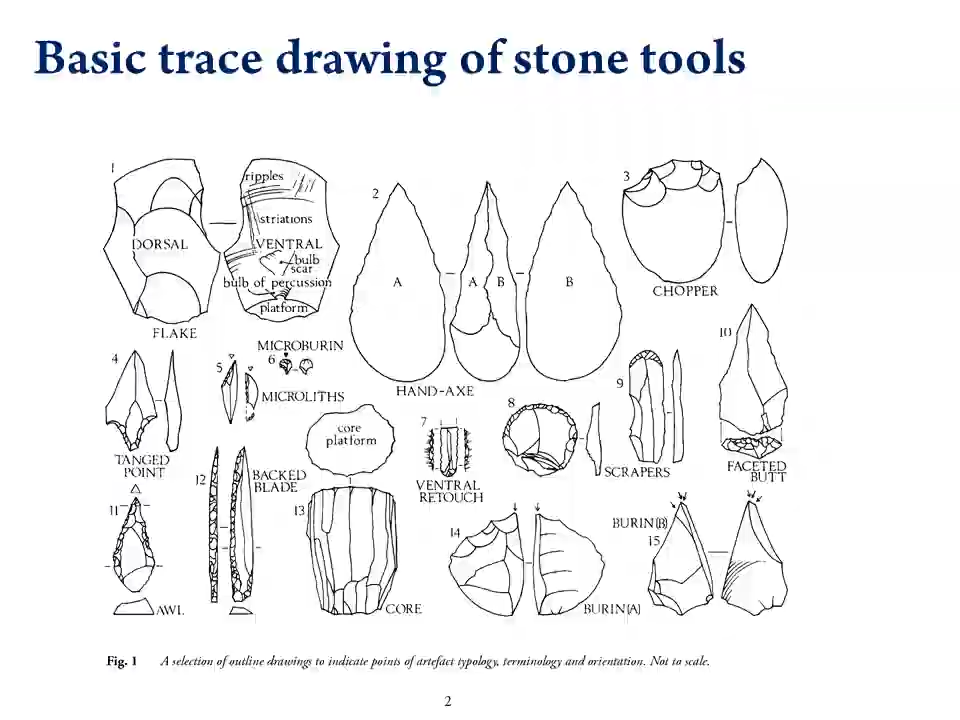 Basic trace drawing of stone tools
1
DORSAL
FLAKE
ripples
striations
VENTRAL
bulb
scar
bulb of percussion
platform
2
A
A B
B
HAND-AXE
3
CHOPPER
4
TANGED
POINT
5
MICROLITHS
MICROBURIN
6
7
VENTRAL
RETOUCH
8
9
SCRAPERS
10
FACETED
BUTT
11
AWL
12
BACKED
BLADE
core
platform
13
CORE
14
BURIN(A)
BURIN(B)
15
Fig. 1 A selection of outline drawings to indicate points of artefact typology, terminology and orientation. Not to scale.
2